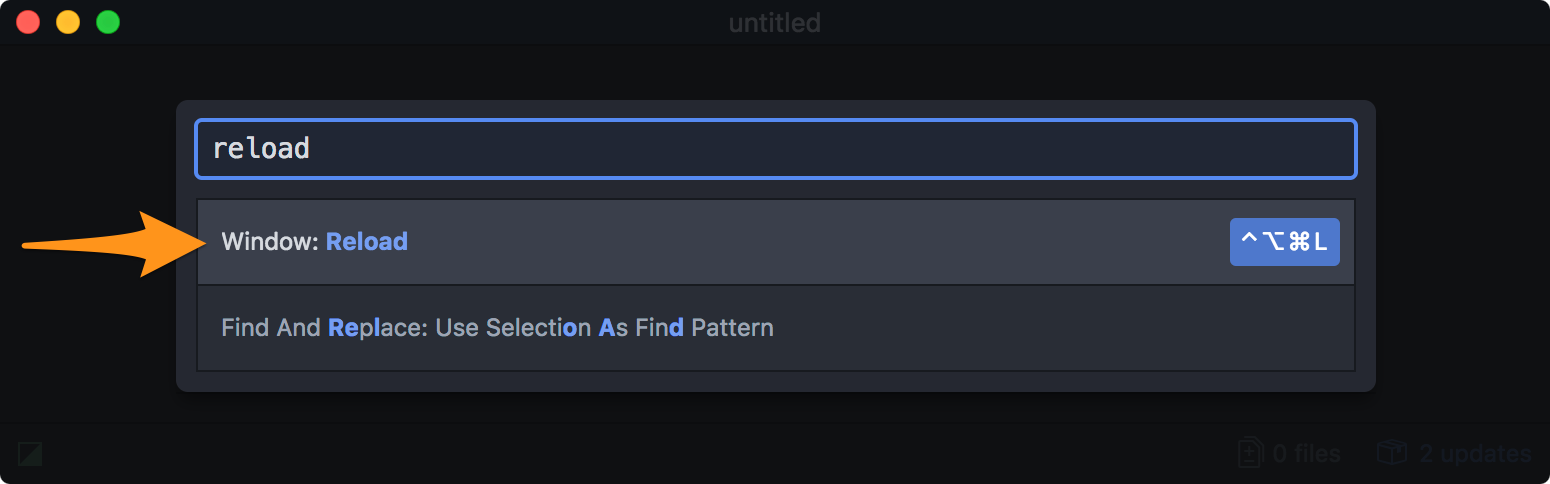 untitled
reload
Window: Reload ^⌥⌘L
Find And Replace: Use Selection As Find Pattern
0 files 2 updates